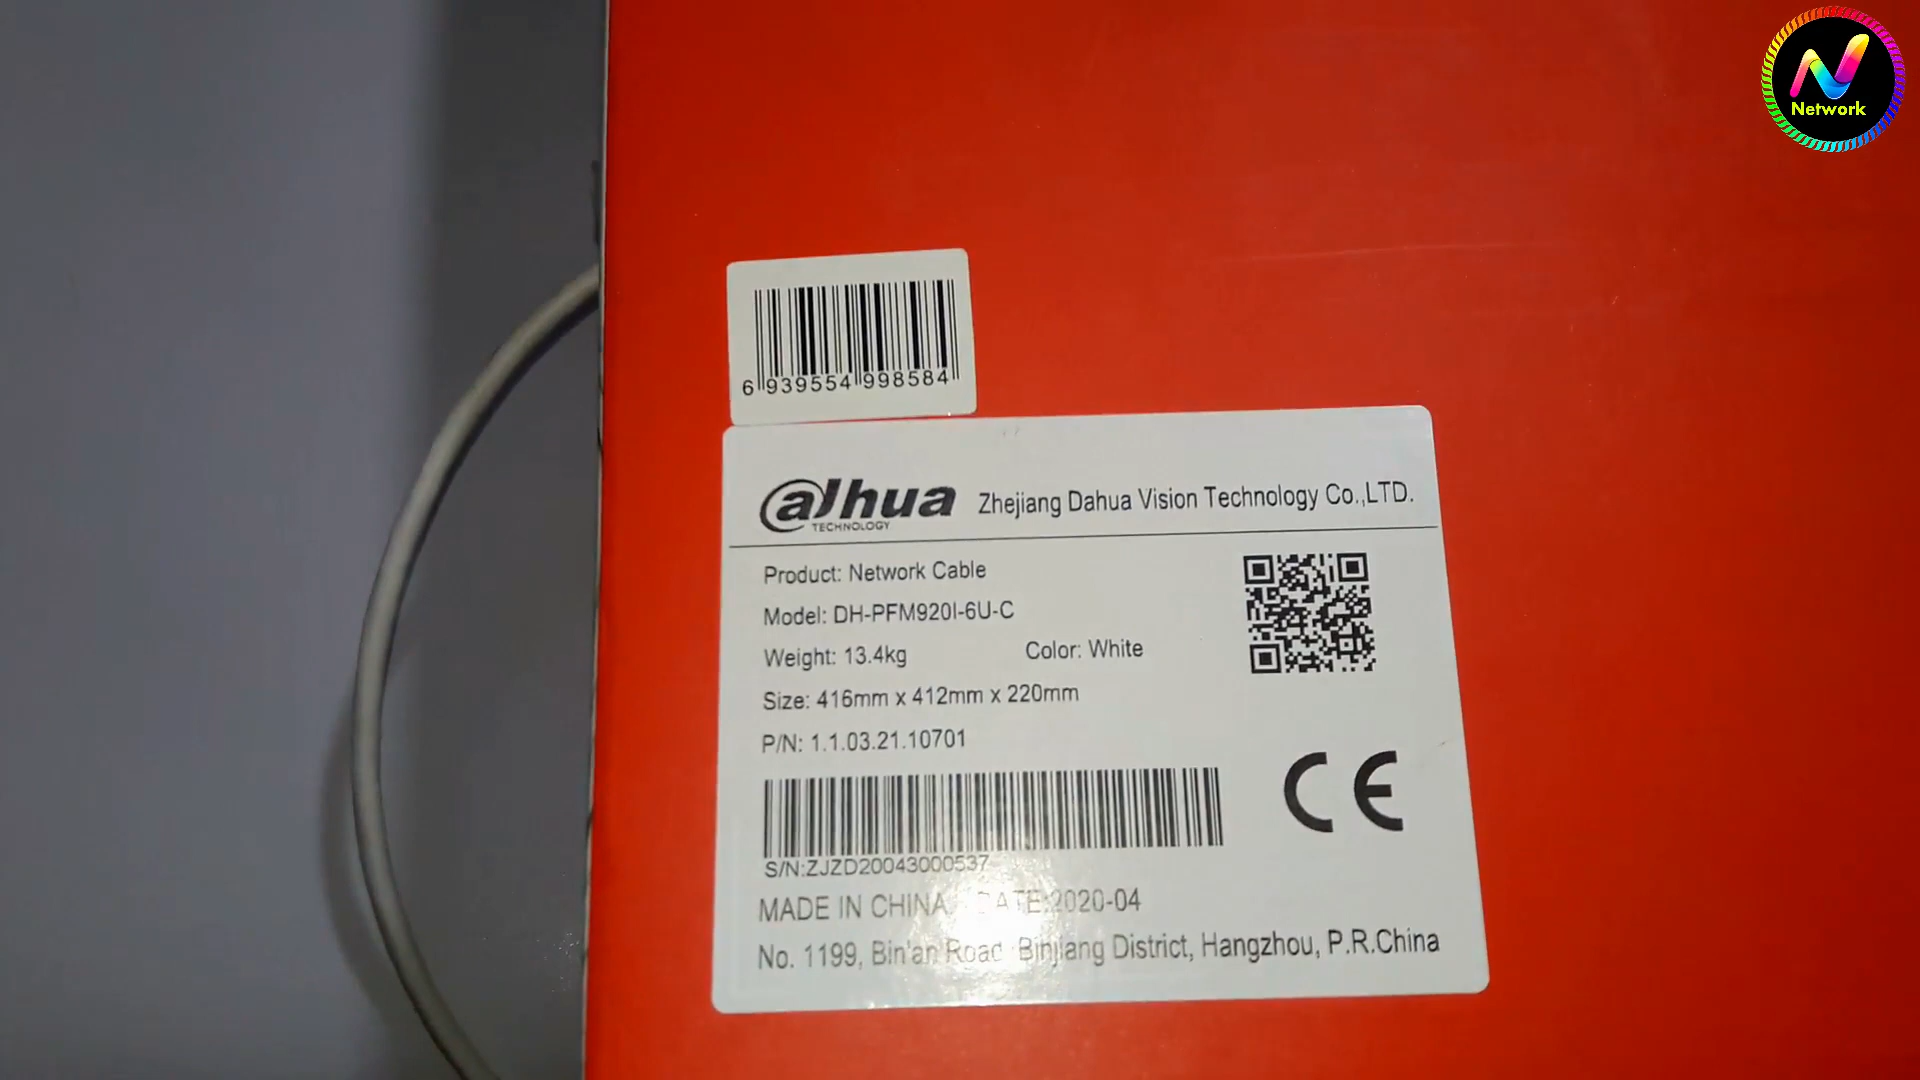 Network
6 939554 998584
alhua Zhejiang Dahua Vision Technology Co.,LTD.
TECHNOLOGY
Product: Network Cable
Model: DH-PFM920I-6U-C
Weight: 13.4kg Color: White
Size: 416mm x 412mm x 220mm
P/N: 1.1.03.21.10701
CE
S/N:ZJZD20043000537
MADE IN CHINA DATE:2020-04
No. 1199, Bin'an Road Binjiang District, Hangzhou, P.R.China